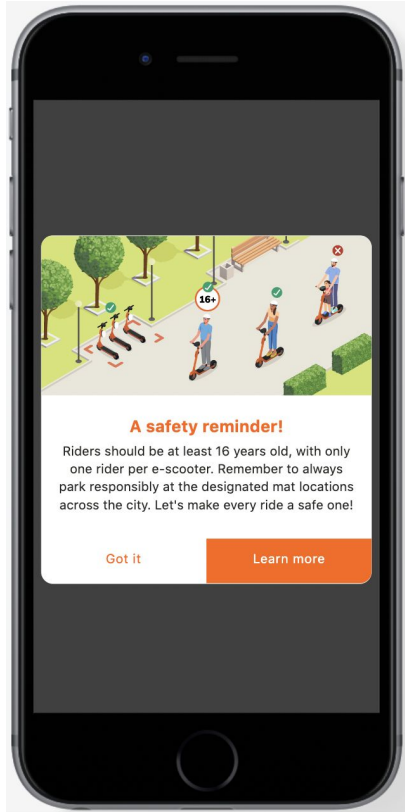 16+
A safety reminder!
Riders should be at least 16 years old, with only
one rider per e-scooter. Remember to always
park responsibly at the designated mat locations
across the city. Let's make every ride a safe one!
Got it
Learn more